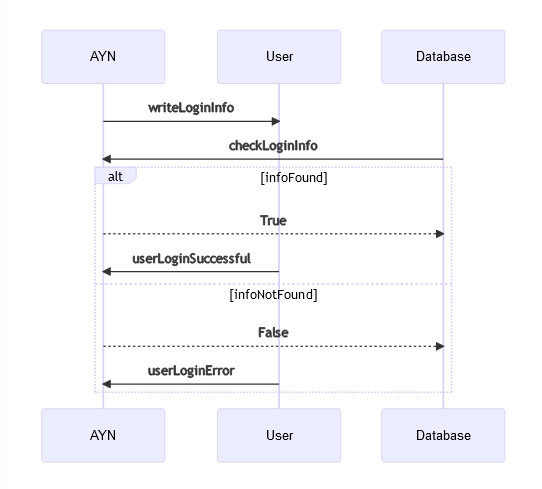 AYN User Database
writeLoginInfo
checkLoginInfo
alt [infoFound]
True
userLoginSuccessful
[infoNotFound]
False
userLoginError
AYN User Database